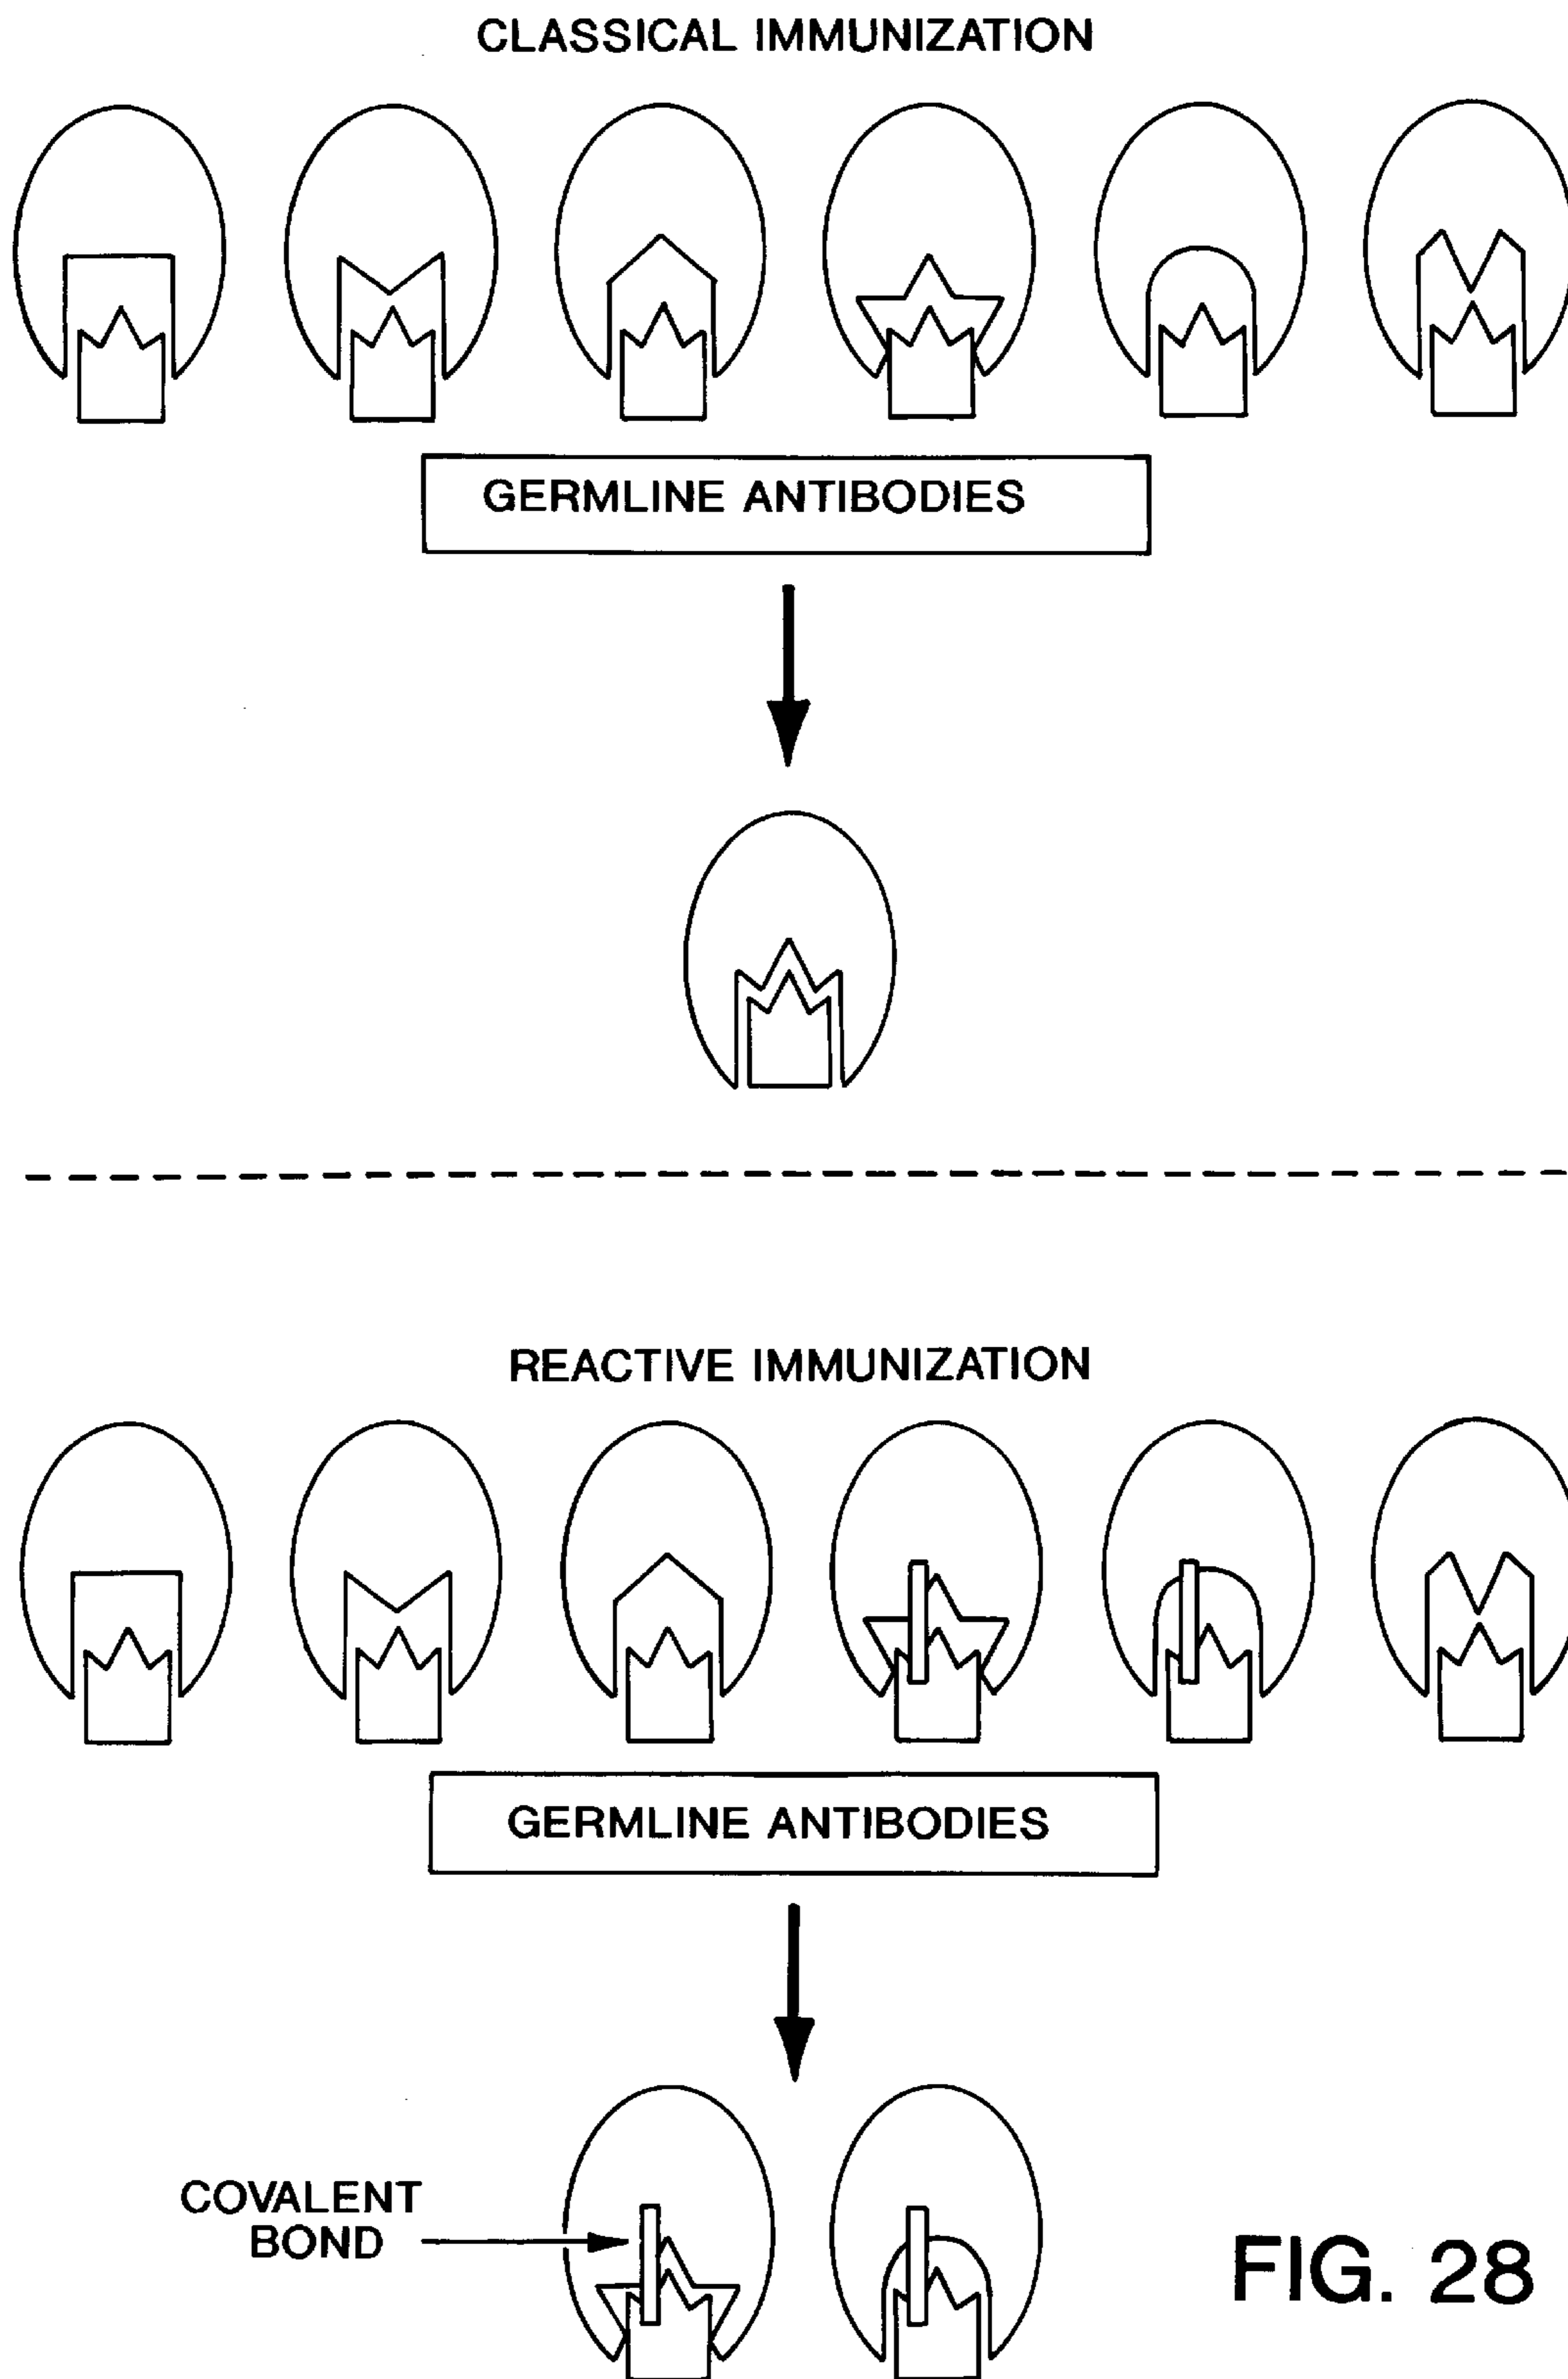 CLASSICAL IMMUNIZATION
GERMLINE ANTIBODIES
REACTIVE IMMUNIZATION
GERMLINE ANTIBODIES
COVALENT
BOND
FIG. 28